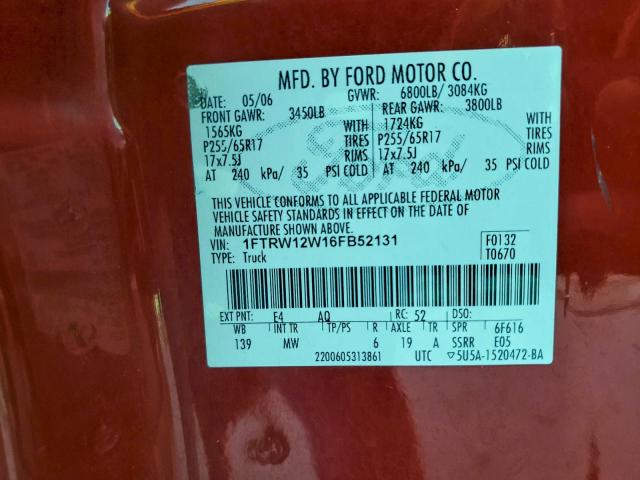 MFD. BY FORD MOTOR CO.
DATE: 05/06 GVWR: 6800LB/ 3084KG
FRONT GAWR: 3450LB REAR GAWR: 3800LB
1565KG WITH 1724KG WITH
P255/65R17 TIRES P255/65R17 TIRES
17x7.5J RIMS 17x7.5J RIMS
AT 240 kPa/ 35 PSI COLD AT 240 kPa/ 35 PSI COLD
THIS VEHICLE CONFORMS TO ALL APPLICABLE FEDERAL MOTOR
VEHICLE SAFETY STANDARDS IN EFFECT ON THE DATE OF
MANUFACTURE SHOWN ABOVE.
VIN: 1FTRW12W16FB52131 F0132
TYPE: Truck T0670
EXT PNT: E4 AQ RC: 52 DSO:
WB INT TR TP/PS R AXLE TR SPR 6F616
139 MW 6 19 A SSRR E05
2200605313861 UTC ▽5U5A-1520472-BA
Ford